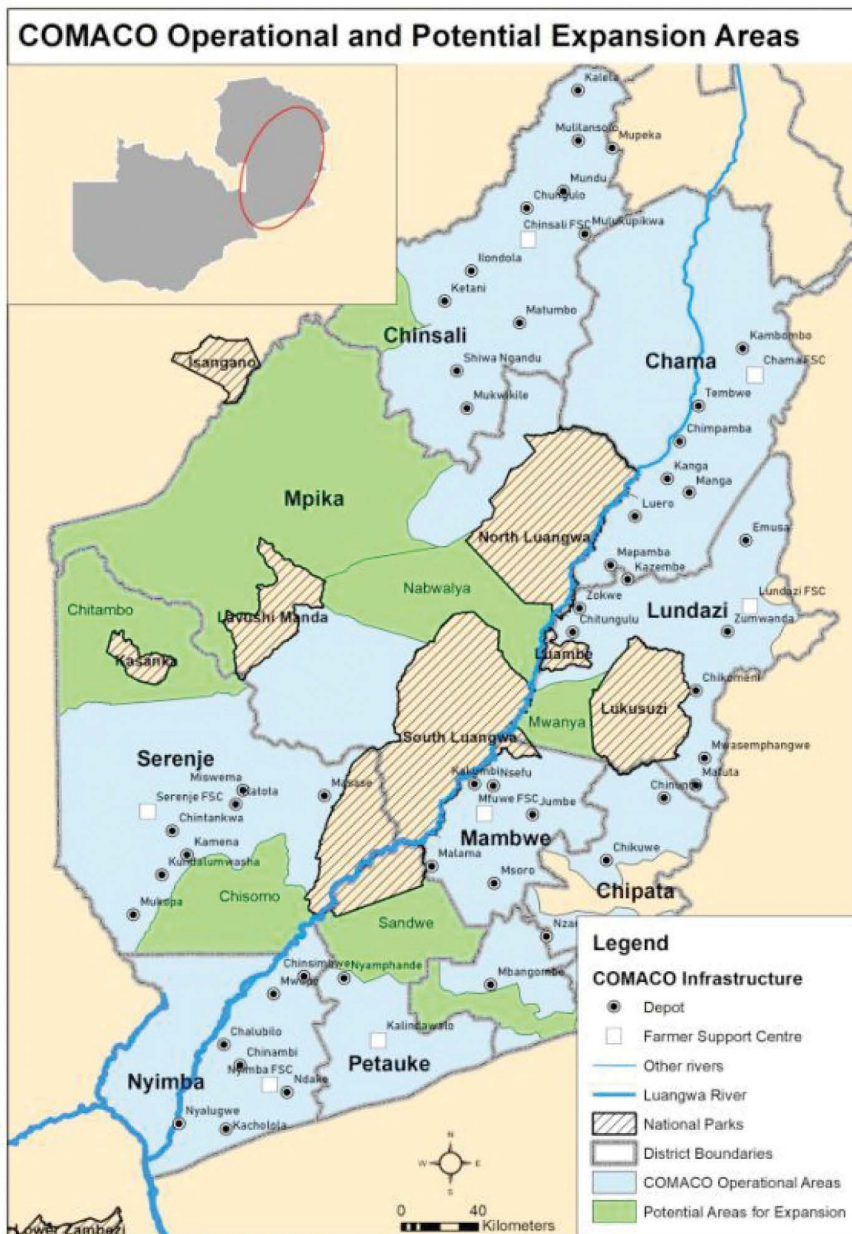 COMACO Operational and Potential Expansion Areas
Kalela
Mulilansolo
Mupeka
Mundu
Chungulo
Chinsali FSC
Mulukupikwa
Ilondola
Ketani
Matumbo
Chinsali
Isangano
Shiwa Ngandu
Mukwikile
Kambombo
Chama
Chama FSC
Tembwe
Chimpamba
Kanga
Manga
Mpika
Luero
North Luangwa
Emusa
Mapamba
Kazembe
Nabwalya
Chitambo
Lavushi Manda
Zokwe
Lundazi FSC
Lundazi
Chitungulu
Zumwanda
Kasanka
Luambe
Chikomeni
Lukusuzi
Mwanya
South Luangwa
Serenje
Mwasemphangwe
Miswema
Kakumbi
Nsefu
Masase
Serenje FSC
Mfuwe FSC
Jumbe
Chintankwa
Mambwe
Kamena
Chikuwe
Malama
Kundalumwasha
Msoro
Chipata
Chisomo
Mukopa
Sandwe
Nyamphande
Mbangombe
Kalindawalo
Chalubilo
Chinambi
Nyimba FSC
Petauke
Nyimba
Ndake
Nyalugwe
Kacholola
Lower Zambezi
N
W
E
S
0
40
Kilometers
Legend
COMACO Infrastructure
Depot
Farmer Support Centre
Other rivers
Luangwa River
National Parks
District Boundaries
COMACO Operational Areas
Potential Areas for Expansion